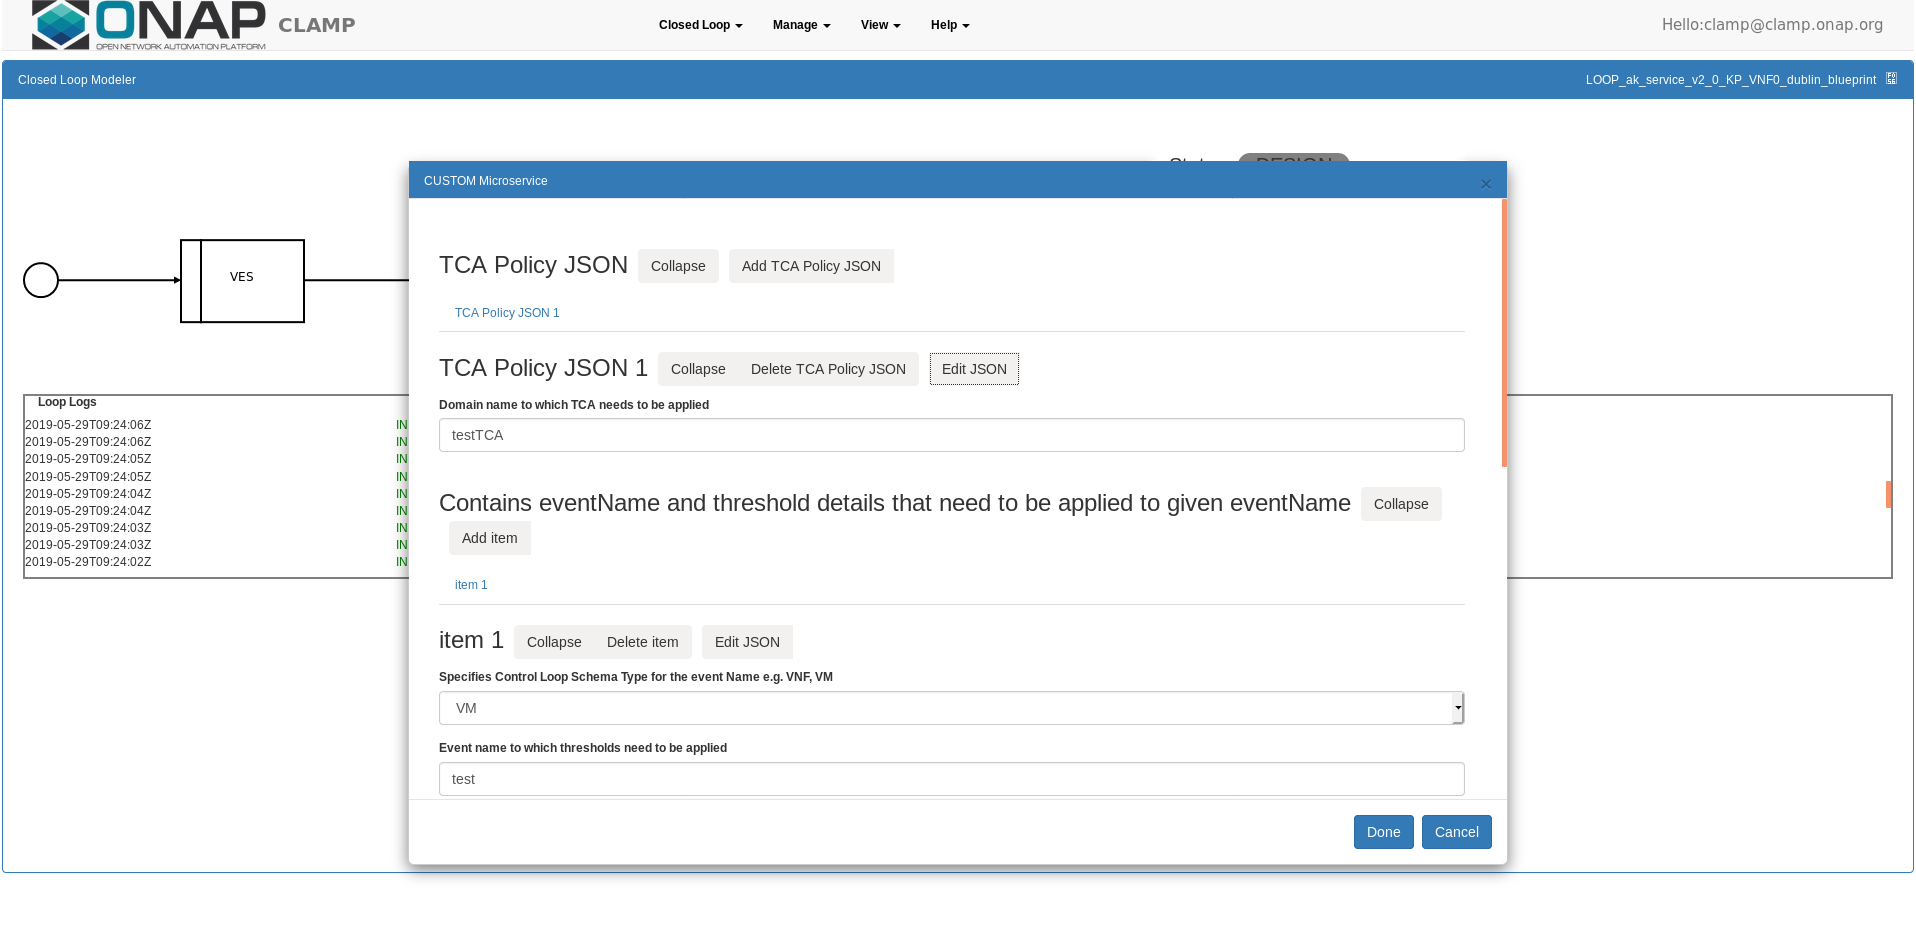 ONAP
OPEN NETWORK AUTOMATION PLATFORM
CLAMP
Closed Loop Manage View Help
Hello:clamp@clamp.onap.org
Closed Loop Modeler
LOOP_ak_service_v2_0_KP_VNF0_dublin_blueprint
DESIGN
CUSTOM Microservice
×
VES
TCA Policy JSON Collapse Add TCA Policy JSON
TCA Policy JSON 1
TCA Policy JSON 1 Collapse Delete TCA Policy JSON Edit JSON
Domain name to which TCA needs to be applied
testTCA
Contains eventName and threshold details that need to be applied to given eventName Collapse
Add item
item 1
item 1 Collapse Delete item Edit JSON
Specifies Control Loop Schema Type for the event Name e.g. VNF, VM
VM
Event name to which thresholds need to be applied
test
Done Cancel
Loop Logs
2019-05-29T09:24:06Z IN
2019-05-29T09:24:06Z IN
2019-05-29T09:24:05Z IN
2019-05-29T09:24:05Z IN
2019-05-29T09:24:04Z IN
2019-05-29T09:24:04Z IN
2019-05-29T09:24:03Z IN
2019-05-29T09:24:03Z IN
2019-05-29T09:24:02Z IN